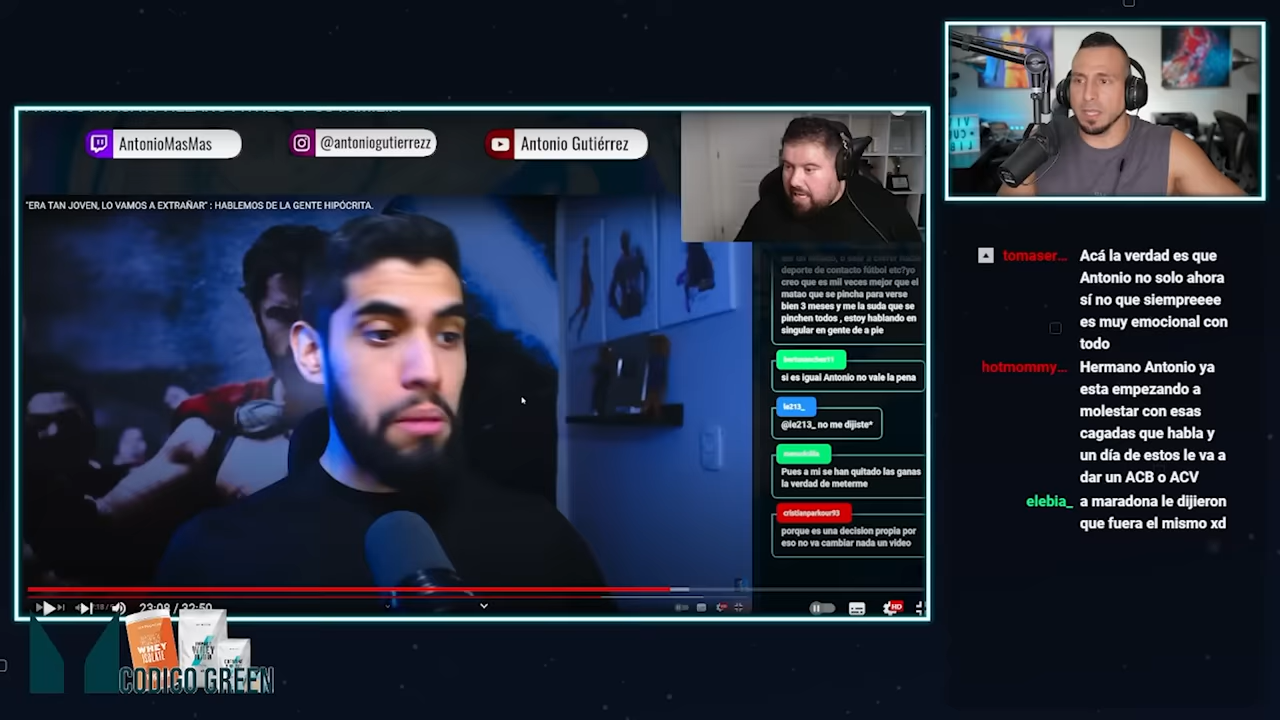 AntonioMasMas
@antoniogutierrezz
Antonio Gutiérrez
"ERA TAN JOVEN, LO VAMOS A EXTRAÑAR" : HABLEMOS DE LA GENTE HIPÓCRITA.
deporte de contacto fútbol etc?yo
creo que es mil veces mejor que el
matao que se pincha para verse
bien 3 meses y me la suda que se
pinchen todos , estoy hablando en
singular en gente de a pie
si es igual Antonio no vale la pena
le213_
@le213_ no me dijiste*
Pues a mi se han quitado las ganas
la verdad de meterme
cristianparkour93
porque es una decision propia por
eso no va cambiar nada un video
23:08 / 32:50
HD
WHEY
ISOLATE
CODIGO GREEN
tomaser... Acá la verdad es que
Antonio no solo ahora
sí no que siempreeee
es muy emocional con
todo
hotmommy... Hermano Antonio ya
esta empezando a
molestar con esas
cagadas que habla y
un día de estos le va a
dar un ACB o ACV
elebia_ a maradona le dijieron
que fuera el mismo xd